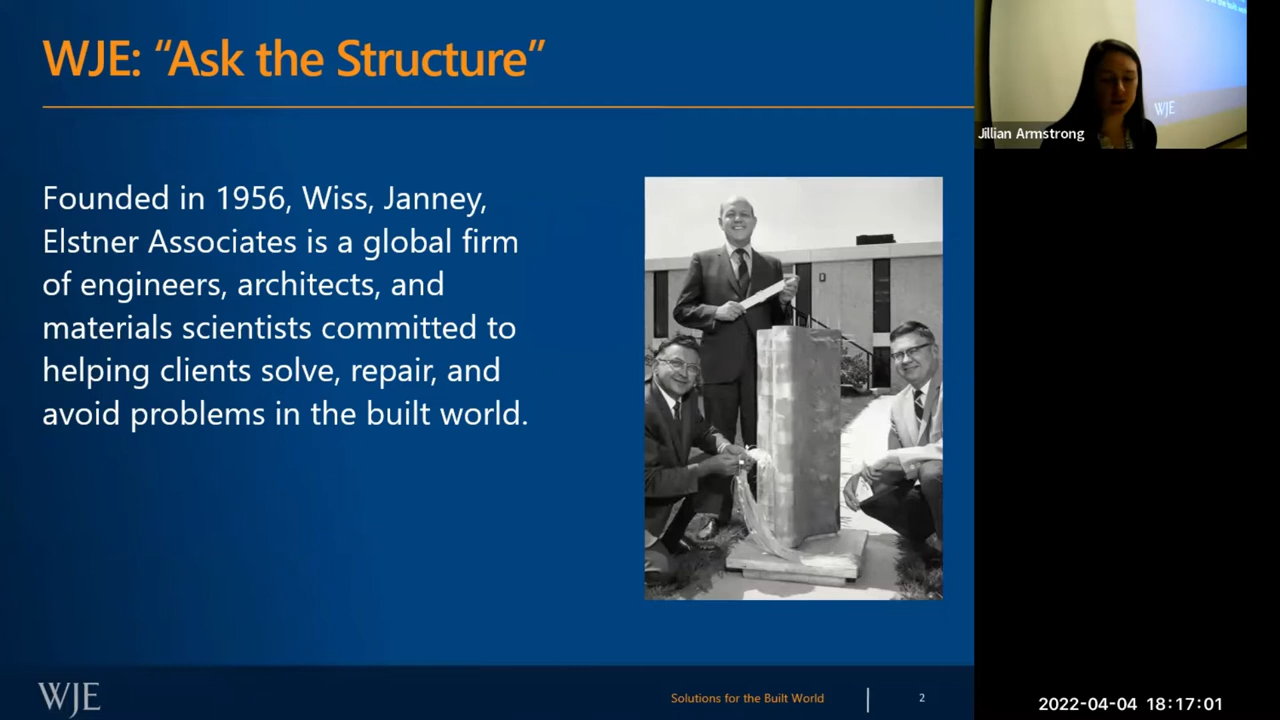 WJE: “Ask the Structure”
Founded in 1956, Wiss, Janney,
Elstner Associates is a global firm
of engineers, architects, and
materials scientists committed to
helping clients solve, repair, and
avoid problems in the built world.
WJE
Jillian Armstrong
WJE
Solutions for the Built World
2
2022-04-04 18:17:01